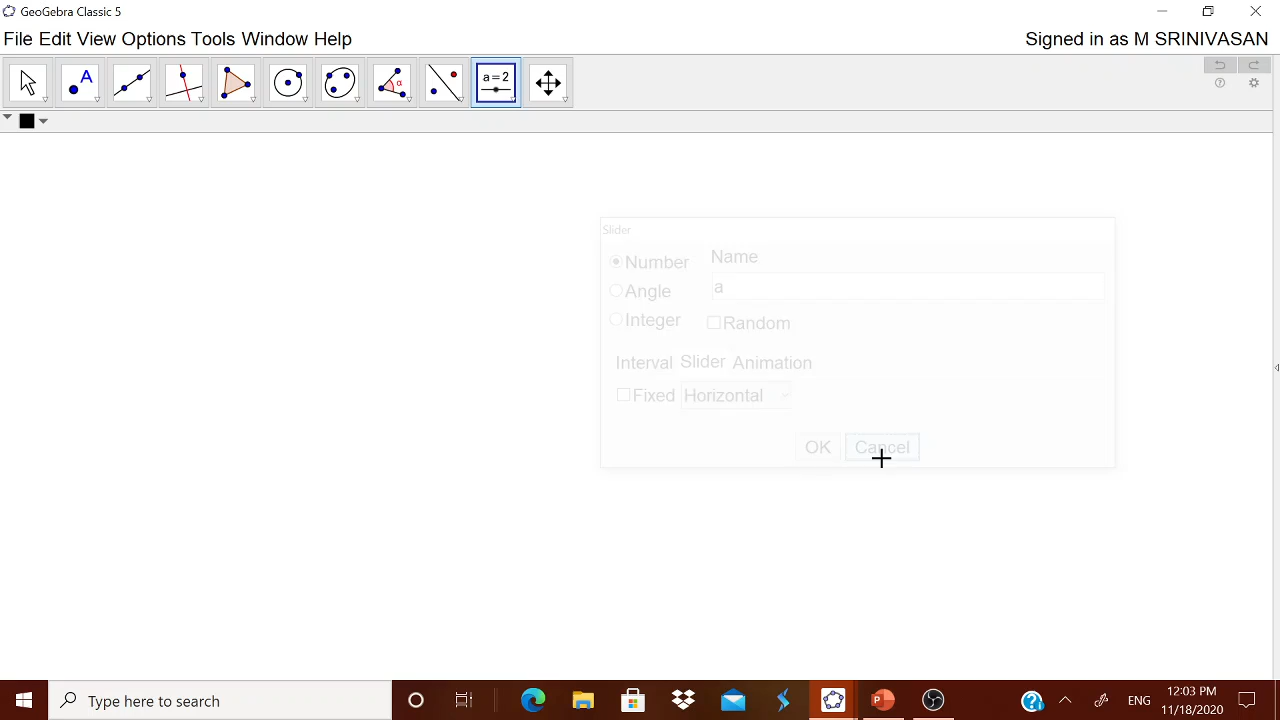 GeoGebra Classic 5
File Edit View Options Tools Window Help
Signed in as M SRINIVASAN
A
α
a=2
Slider
Number
Name
Angle
a
Integer
Random
Interval Slider Animation
Fixed Horizontal
OK Cancel
Type here to search
ENG
12:03 PM
11/18/2020